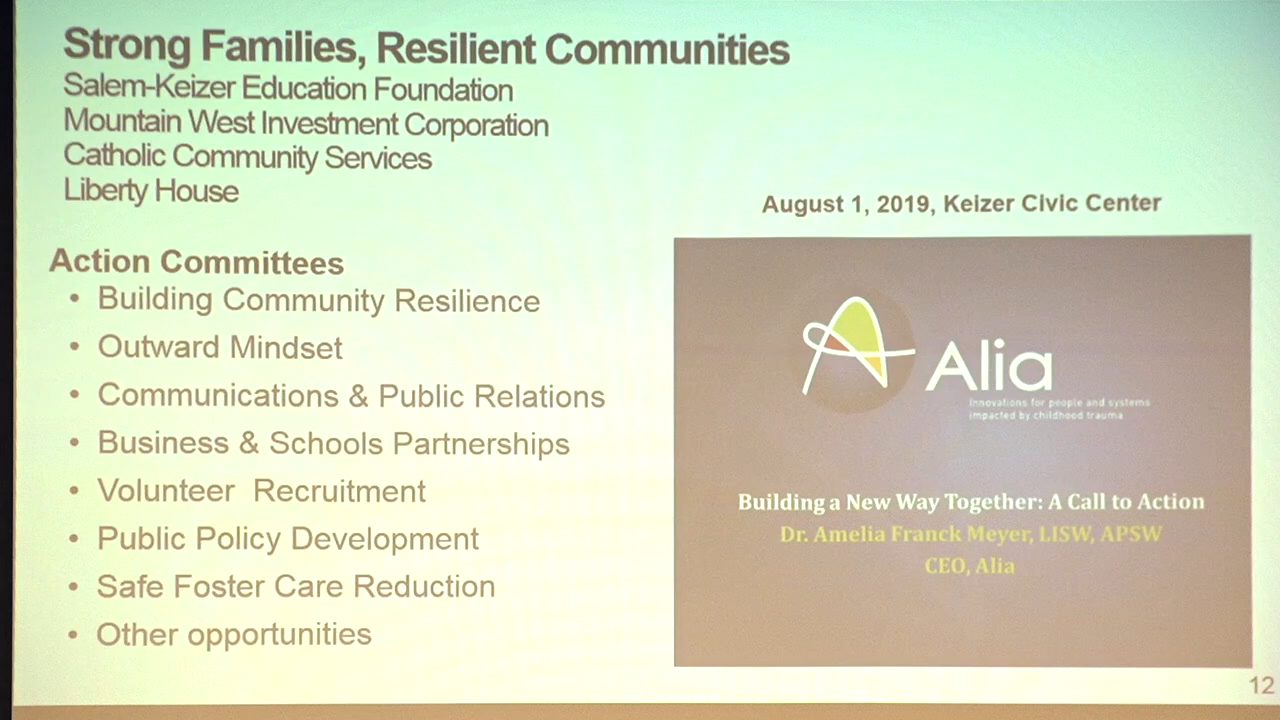 Strong Families, Resilient Communities
Salem-Keizer Education Foundation
Mountain West Investment Corporation
Catholic Community Services
Liberty House
Action Committees
• Building Community Resilience
• Outward Mindset
• Communications & Public Relations
• Business & Schools Partnerships
• Volunteer Recruitment
• Public Policy Development
• Safe Foster Care Reduction
• Other opportunities
August 1, 2019, Keizer Civic Center
Alia
Innovations for people and systems
impacted by childhood trauma
Building a New Way Together: A Call to Action
Dr. Amelia Franck Meyer, LISW, APSW
CEO, Alia
12